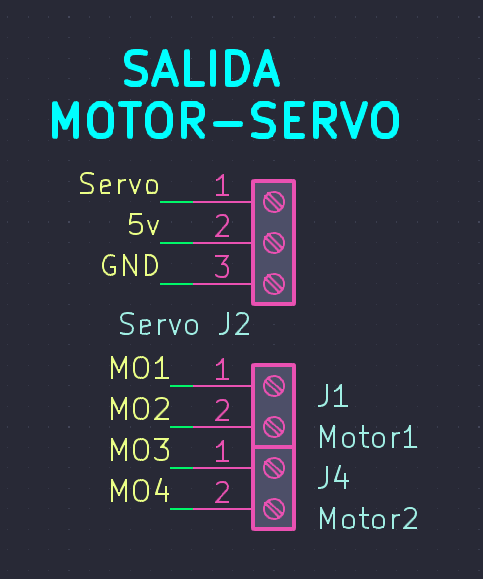 SALIDA
MOTOR-SERVO
Servo 1
5v 2
GND 3
Servo J2
MO1 1
MO2 2
J1
Motor1
MO3 1
MO4 2
J4
Motor2